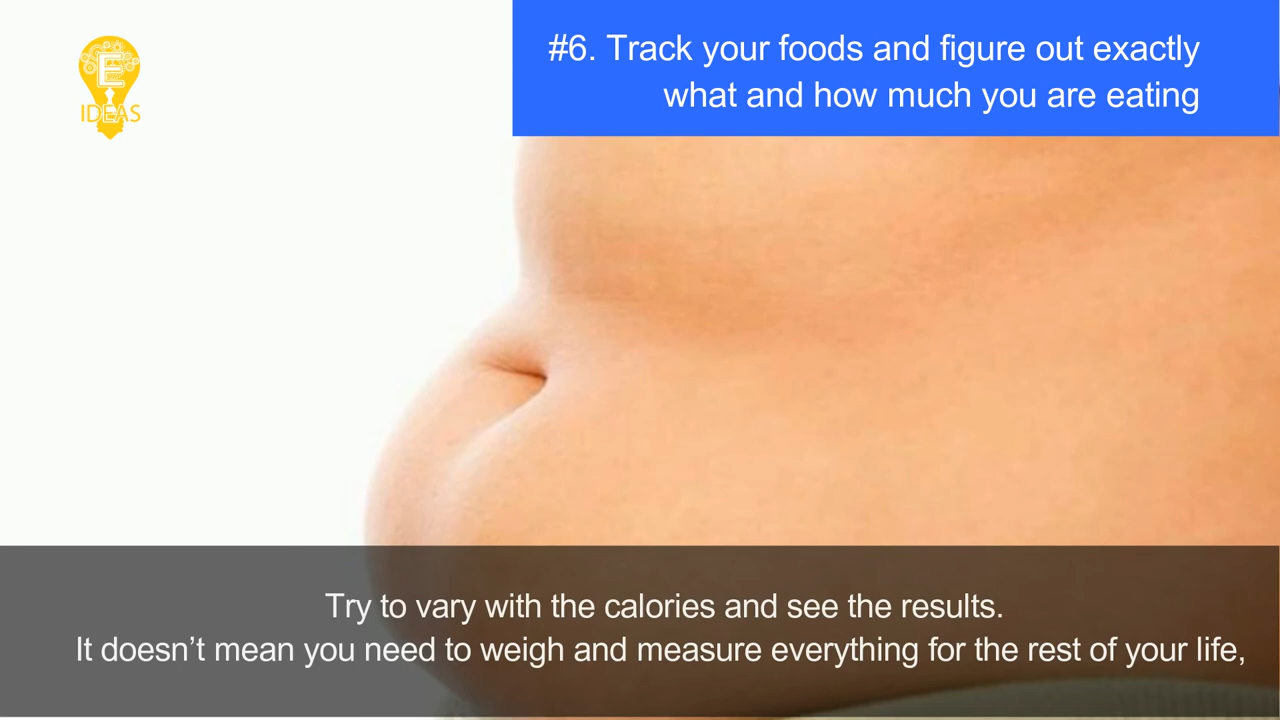 E
IDEAS
#6. Track your foods and figure out exactly
what and how much you are eating
Try to vary with the calories and see the results.
It doesn’t mean you need to weigh and measure everything for the rest of your life,